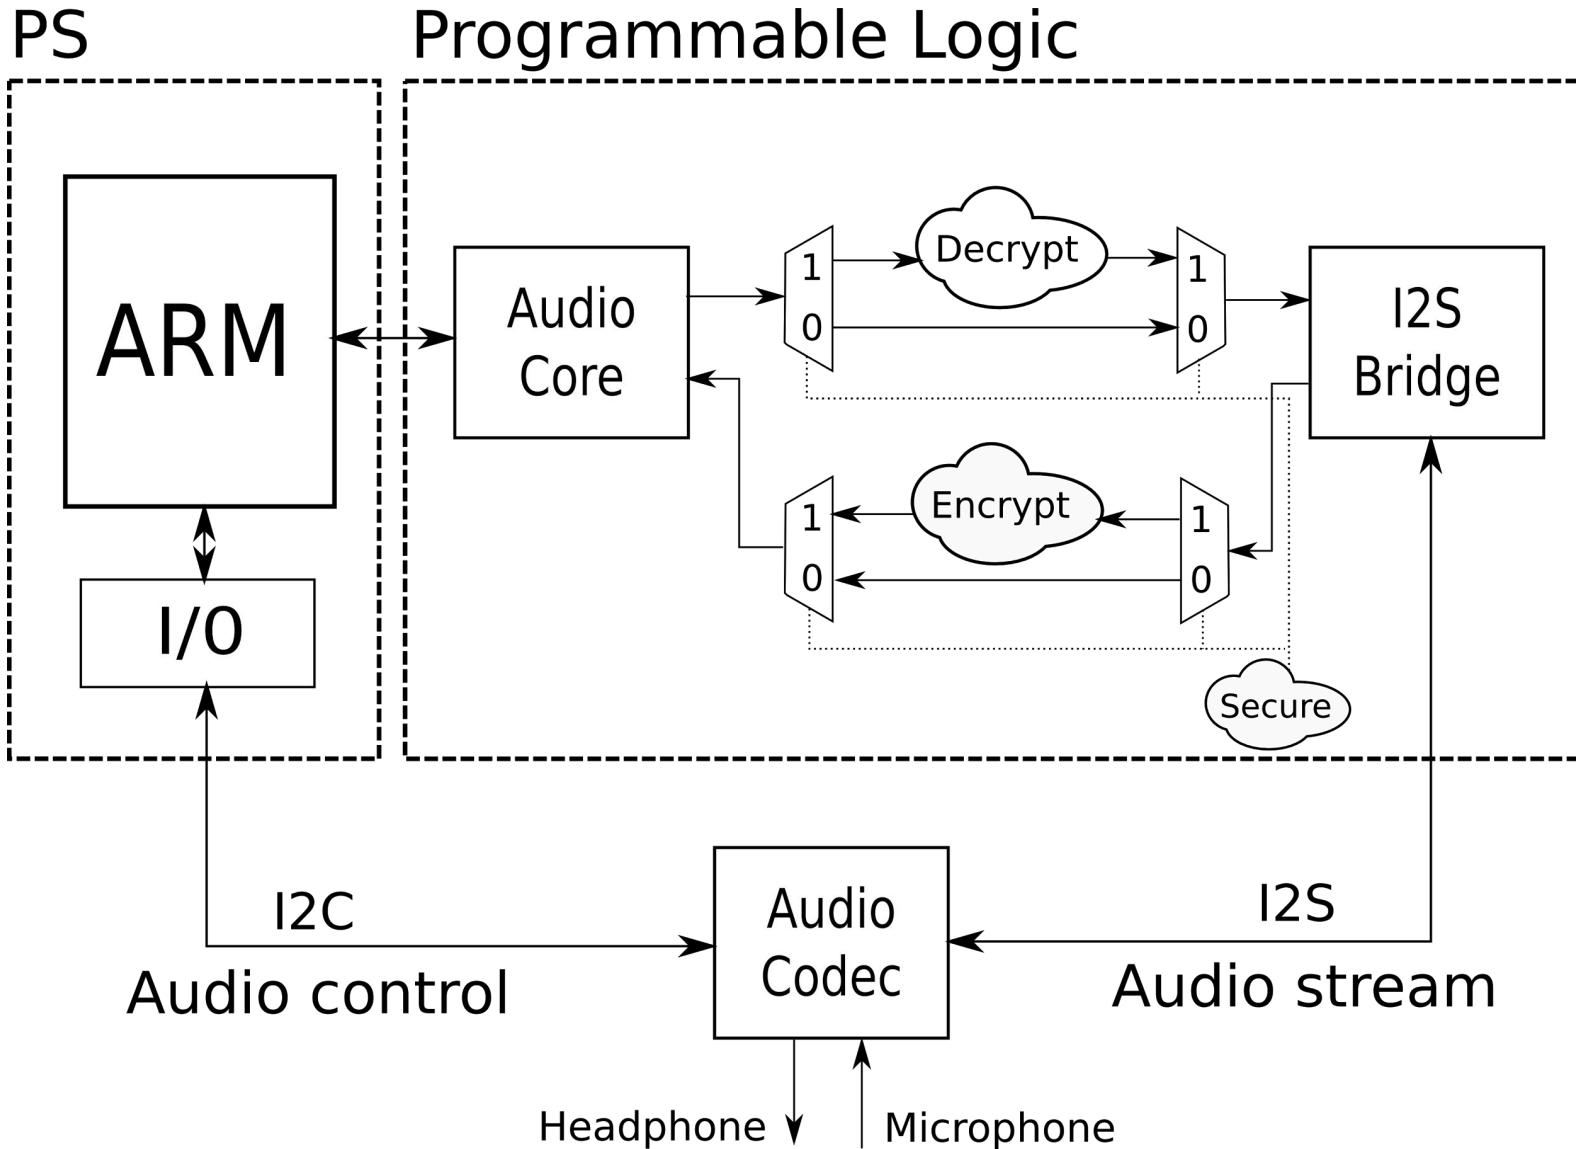 PS
Programmable Logic
ARM
I/O
Audio
Core
1
0
Decrypt
1
0
I2S
Bridge
1
0
Encrypt
1
0
Secure
I2C
Audio control
Audio
Codec
I2S
Audio stream
Headphone
Microphone